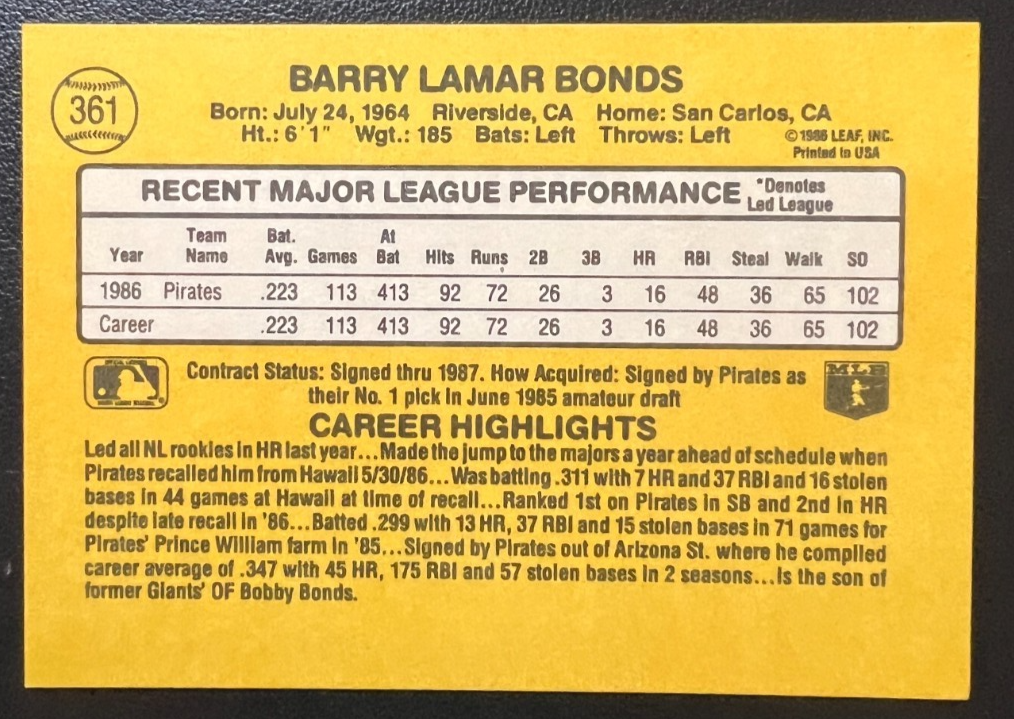 361
BARRY LAMAR BONDS
Born: July 24, 1964 Riverside, CA Home: San Carlos, CA
Ht.: 6'1" Wgt.: 185 Bats: Left Throws: Left
©1986 LEAF, INC.
Printed in USA
RECENT MAJOR LEAGUE PERFORMANCE *Denotes Led League
Year Team Name Bat. Avg. Games At Bat Hits Runs 2B 3B HR RBI Steal Walk SO
1986 Pirates .223 113 413 92 72 26 3 16 48 36 65 102
Career .223 113 413 92 72 26 3 16 48 36 65 102
Contract Status: Signed thru 1987. How Acquired: Signed by Pirates as
their No. 1 pick in June 1985 amateur draft
MLB
CAREER HIGHLIGHTS
Led all NL rookies in HR last year...Made the jump to the majors a year ahead of schedule when
Pirates recalled him from Hawaii 5/30/86...Was batting .311 with 7 HR and 37 RBI and 16 stolen
bases in 44 games at Hawaii at time of recall...Ranked 1st on Pirates in SB and 2nd in HR
despite late recall in '86...Batted .299 with 13 HR, 37 RBI and 15 stolen bases in 71 games for
Pirates' Prince William farm in '85...Signed by Pirates out of Arizona St. where he compiled
career average of .347 with 45 HR, 175 RBI and 57 stolen bases in 2 seasons...Is the son of
former Giants' OF Bobby Bonds.